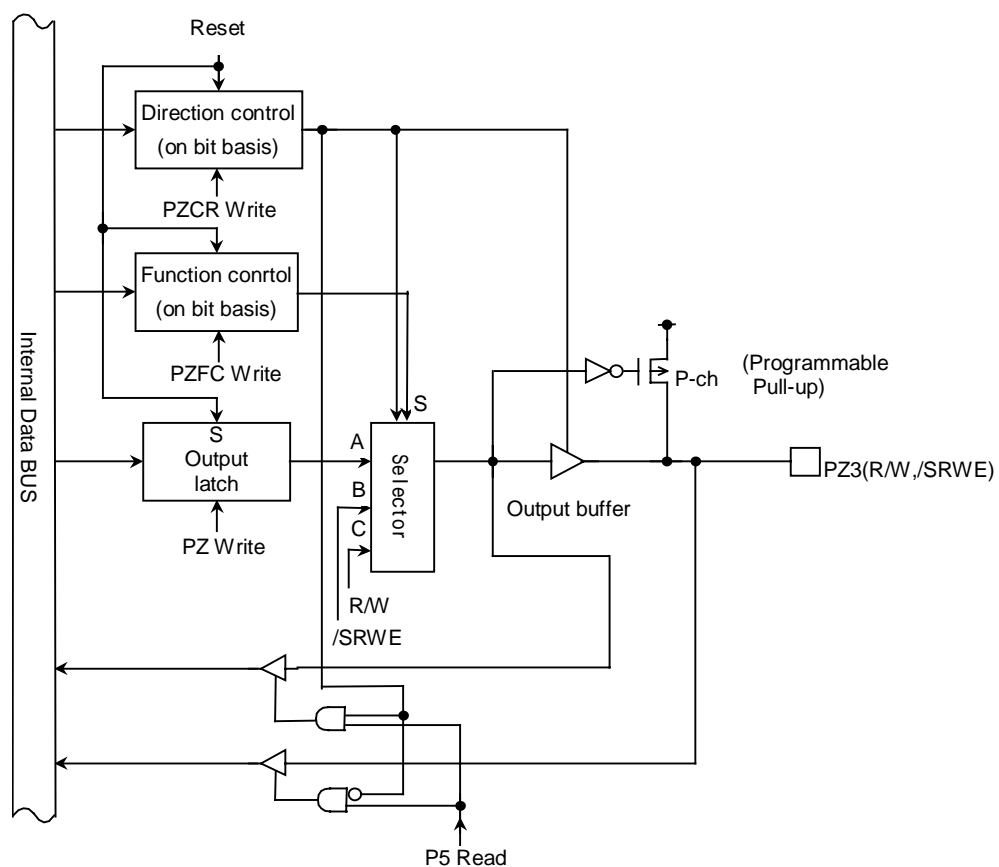 Reset
Direction control
(on bit basis)
PZCR Write
Function conrtol
(on bit basis)
PZFC Write
Internal Data BUS
S
Output
latch
PZ Write
A
B
C
S
Selector
R/W
/SRWE
P-ch
(Programmable
Pull-up)
Output buffer
PZ3(R/W,/SRWE)
P5 Read